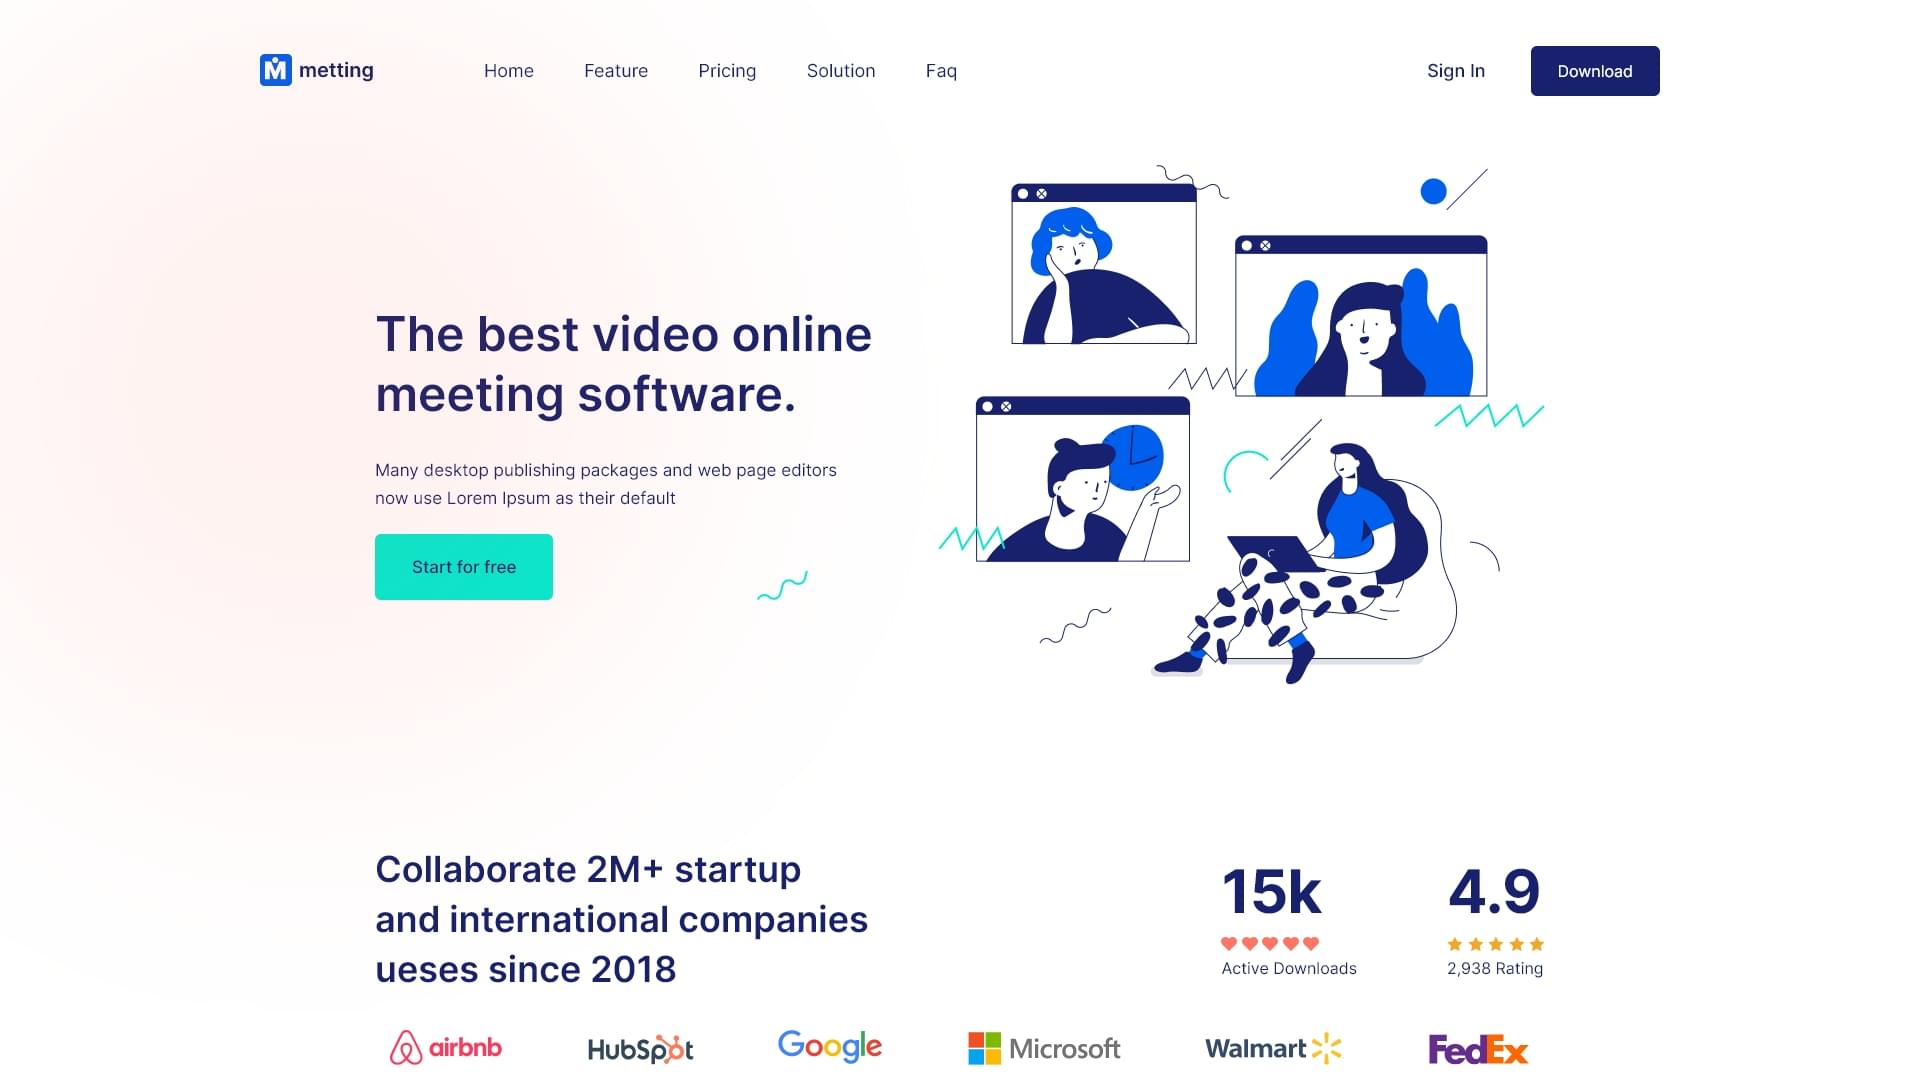 metting
Home
Feature
Pricing
Solution
Faq
Sign In
Download
The best video online
meeting software.
Many desktop publishing packages and web page editors
now use Lorem Ipsum as their default
Start for free
Collaborate 2M+ startup
and international companies
ueses since 2018
15k
Active Downloads
4.9
2,938 Rating
airbnb
HubSpot
Google
Microsoft
Walmart
FedEx